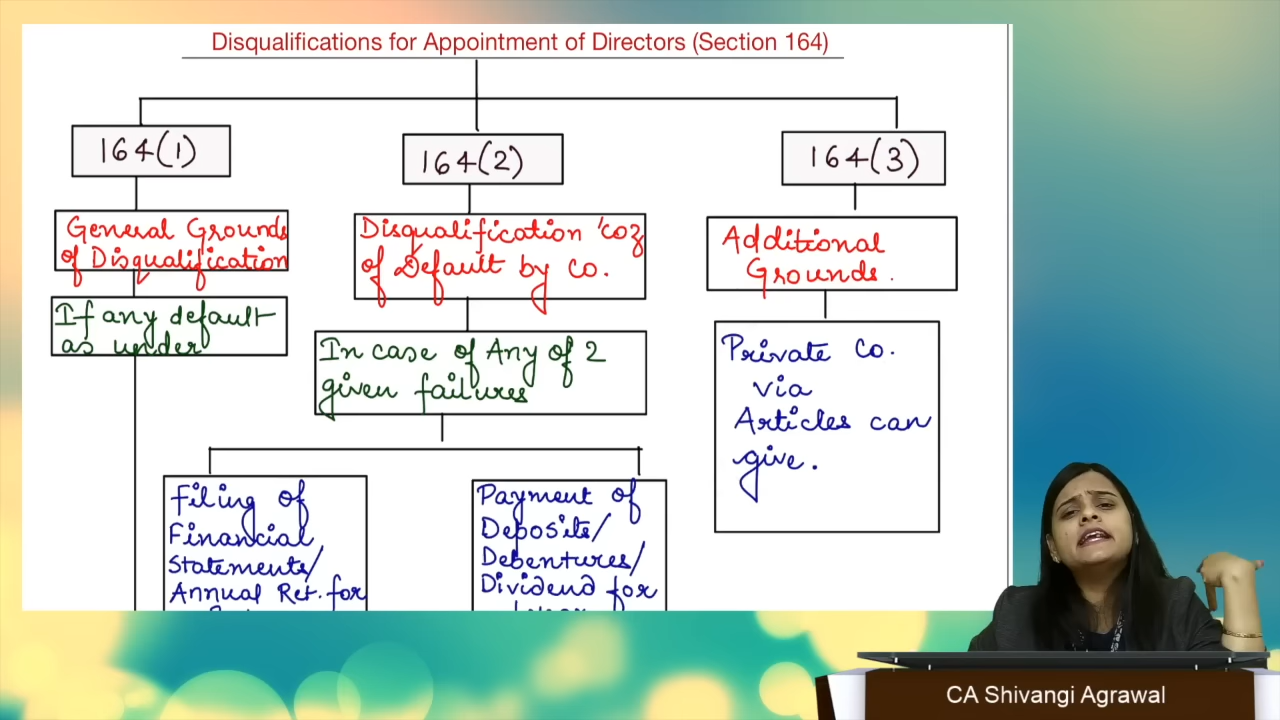 Disqualifications for Appointment of Directors (Section 164)
164(1)
164(2)
164(3)
General Grounds
of Disqualification
If any default
as under
Disqualification 'coz
of Default by co.
In case of Any of 2
given failures
Filing of
Financial
Statements/
Annual Ret. for
Payment of
Deposits/
Debentures/
Dividend for
Additional
Grounds.
Private Co.
via
Articles can
give.
CA Shivangi Agrawal